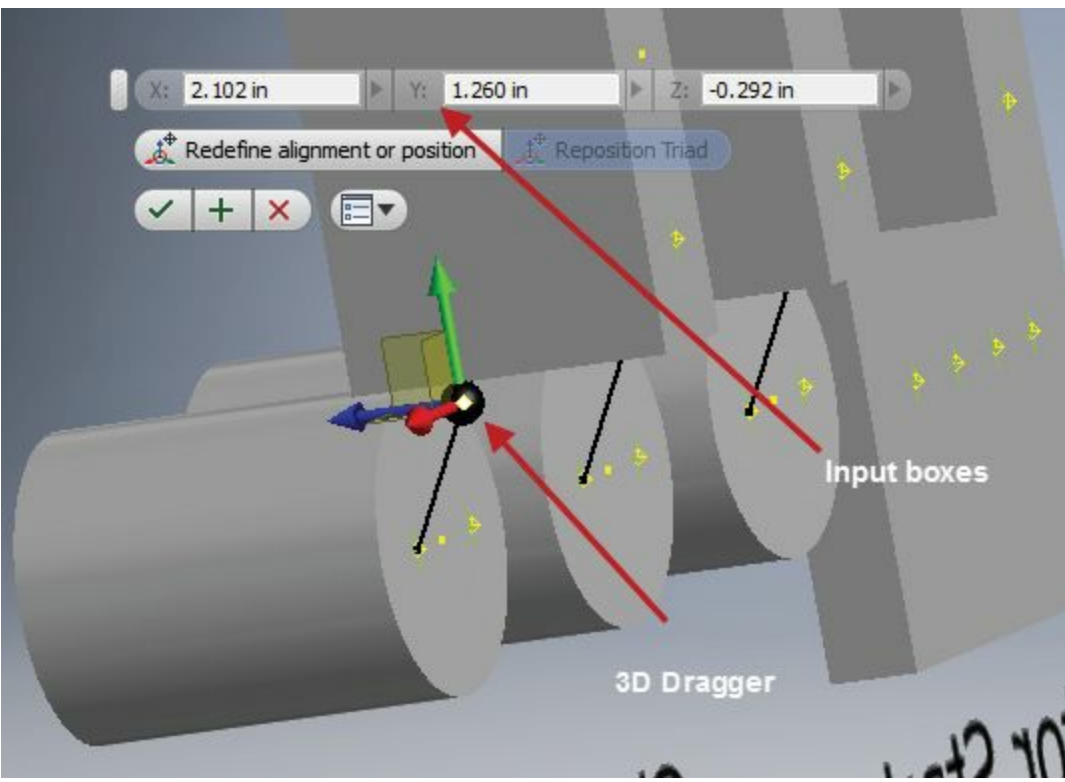 X: 2.102 in Y: 1.260 in Z: -0.292 in
Redefine alignment or position Reposition Triad
Input boxes
3D Dragger